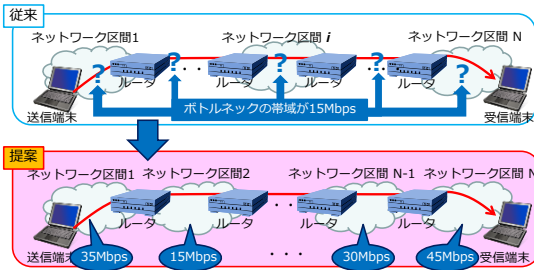 従来
ネットワーク区間1
ネットワーク区間 i
ネットワーク区間 N
? ? ? ? ?
・・・ ・・・
ルータ ルータ ルータ ルータ
送信端末
ボトルネックの帯域が15Mbps
受信端末
提案
ネットワーク区間1
ネットワーク区間2
ネットワーク区間 N-1
ネットワーク区間 N
・・・
ルータ ルータ ルータ ルータ
送信端末
35Mbps
15Mbps
・・・
30Mbps
45Mbps
受信端末